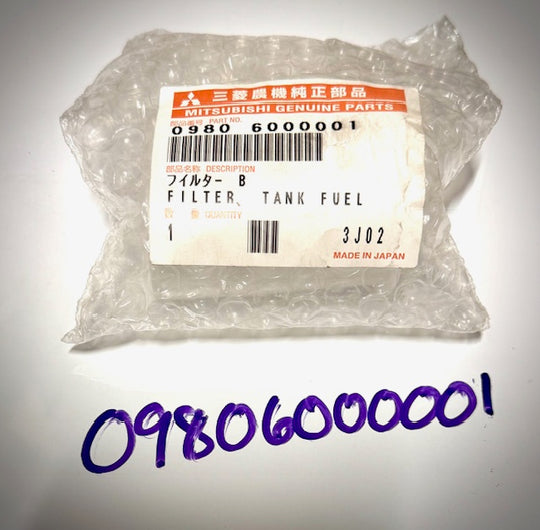 三菱農機純正部品
MITSUBISHI GENUINE PARTS
部品番号 PART NO.
0980 6000001
部品名称 DESCRIPTION
フイルター B
FILTER, TANK FUEL
数 量 QUANTITY
1 3J02
MADE IN JAPAN
09806000001